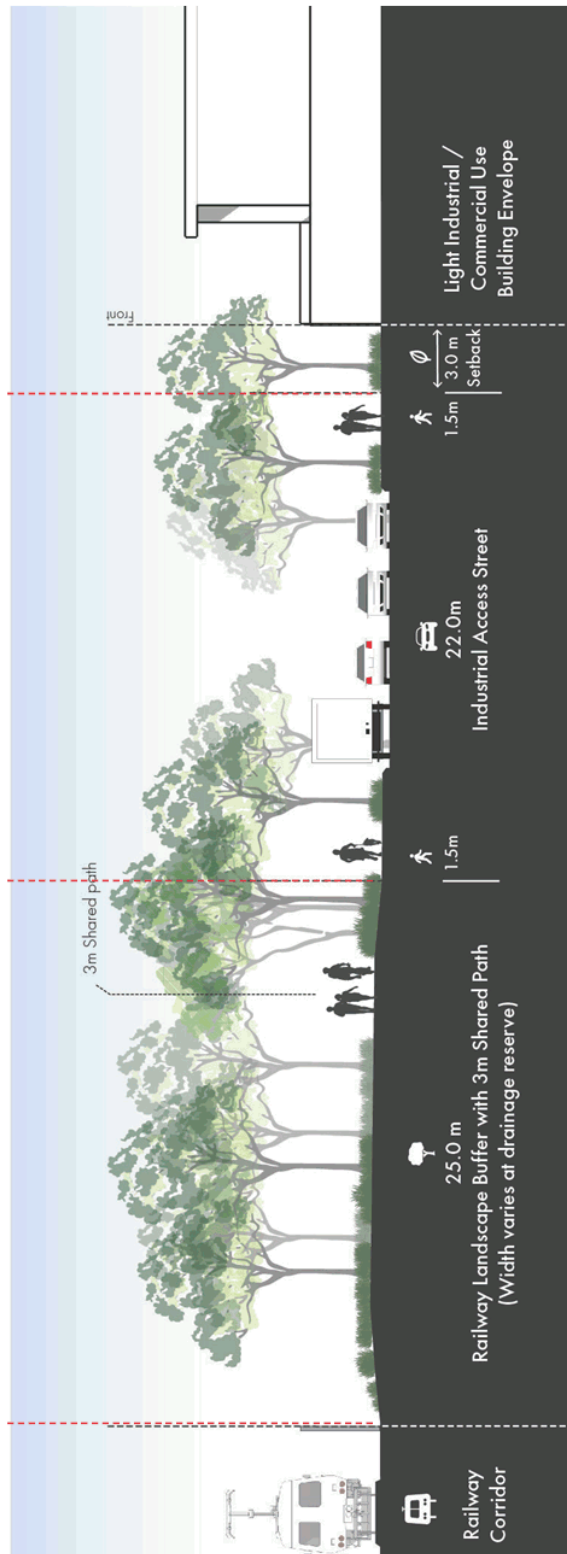 Front
3m Shared path
Railway
Corridor
25.0 m
Railway Landscape Buffer with 3m Shared Path
(Width varies at drainage reserve)
1.5m
22.0m
Industrial Access Street
1.5m
3.0 m
Setback
Light Industrial /
Commercial Use
Building Envelope